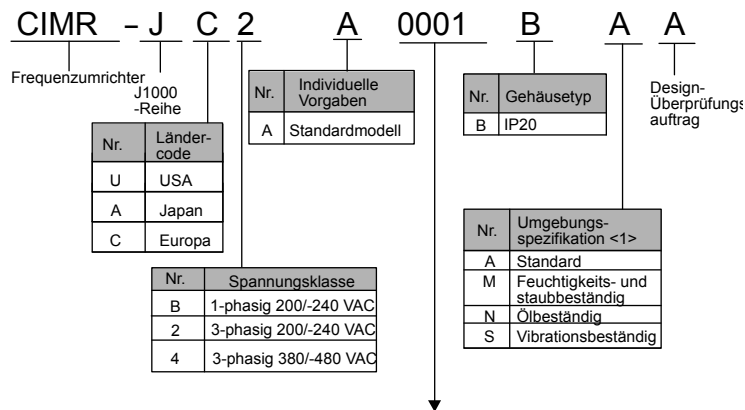 CIMR – J C 2 A 0001 B A A
Frequenzumrichter
J1000
-Reihe
Nr. Länder-
code
U USA
A Japan
C Europa
Nr. Spannungsklasse
B 1-phasig 200/-240 VAC
2 3-phasig 200/-240 VAC
4 3-phasig 380/-480 VAC
Nr. Individuelle
Vorgaben
A Standardmodell
Nr. Gehäusetyp
B IP20
Nr. Umgebungs-
spezifikation <1>
A Standard
M Feuchtigkeits- und
staubbeständig
N Ölbeständig
S Vibrationsbeständig
Design-
Überprüfungs
auftrag